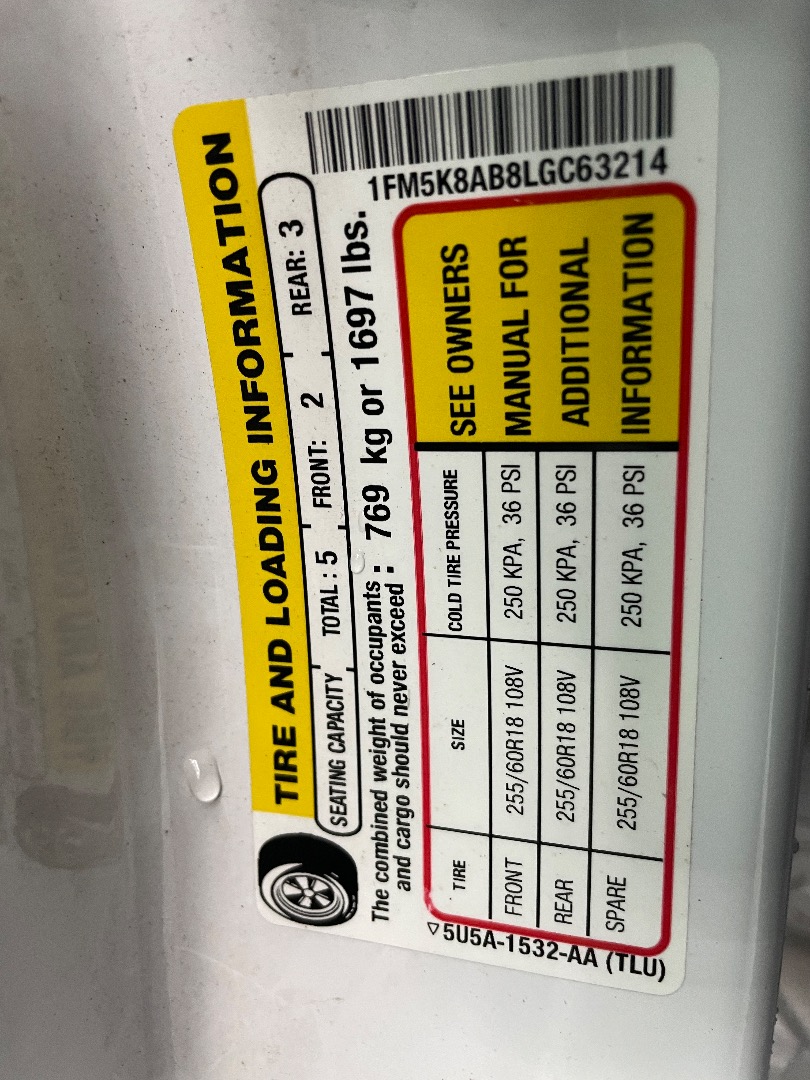 TIRE AND LOADING INFORMATION
SEATING CAPACITY TOTAL: 5 FRONT: 2 REAR: 3
The combined weight of occupants
and cargo should never exceed : 769 kg or 1697 lbs.
1FM5K8AB8LGC63214
TIRE SIZE COLD TIRE PRESSURE
FRONT 255/60R18 108V 250 KPA, 36 PSI
REAR 255/60R18 108V 250 KPA, 36 PSI
SPARE 255/60R18 108V 250 KPA, 36 PSI
SEE OWNERS
MANUAL FOR
ADDITIONAL
INFORMATION
5U5A-1532-AA (TLU)